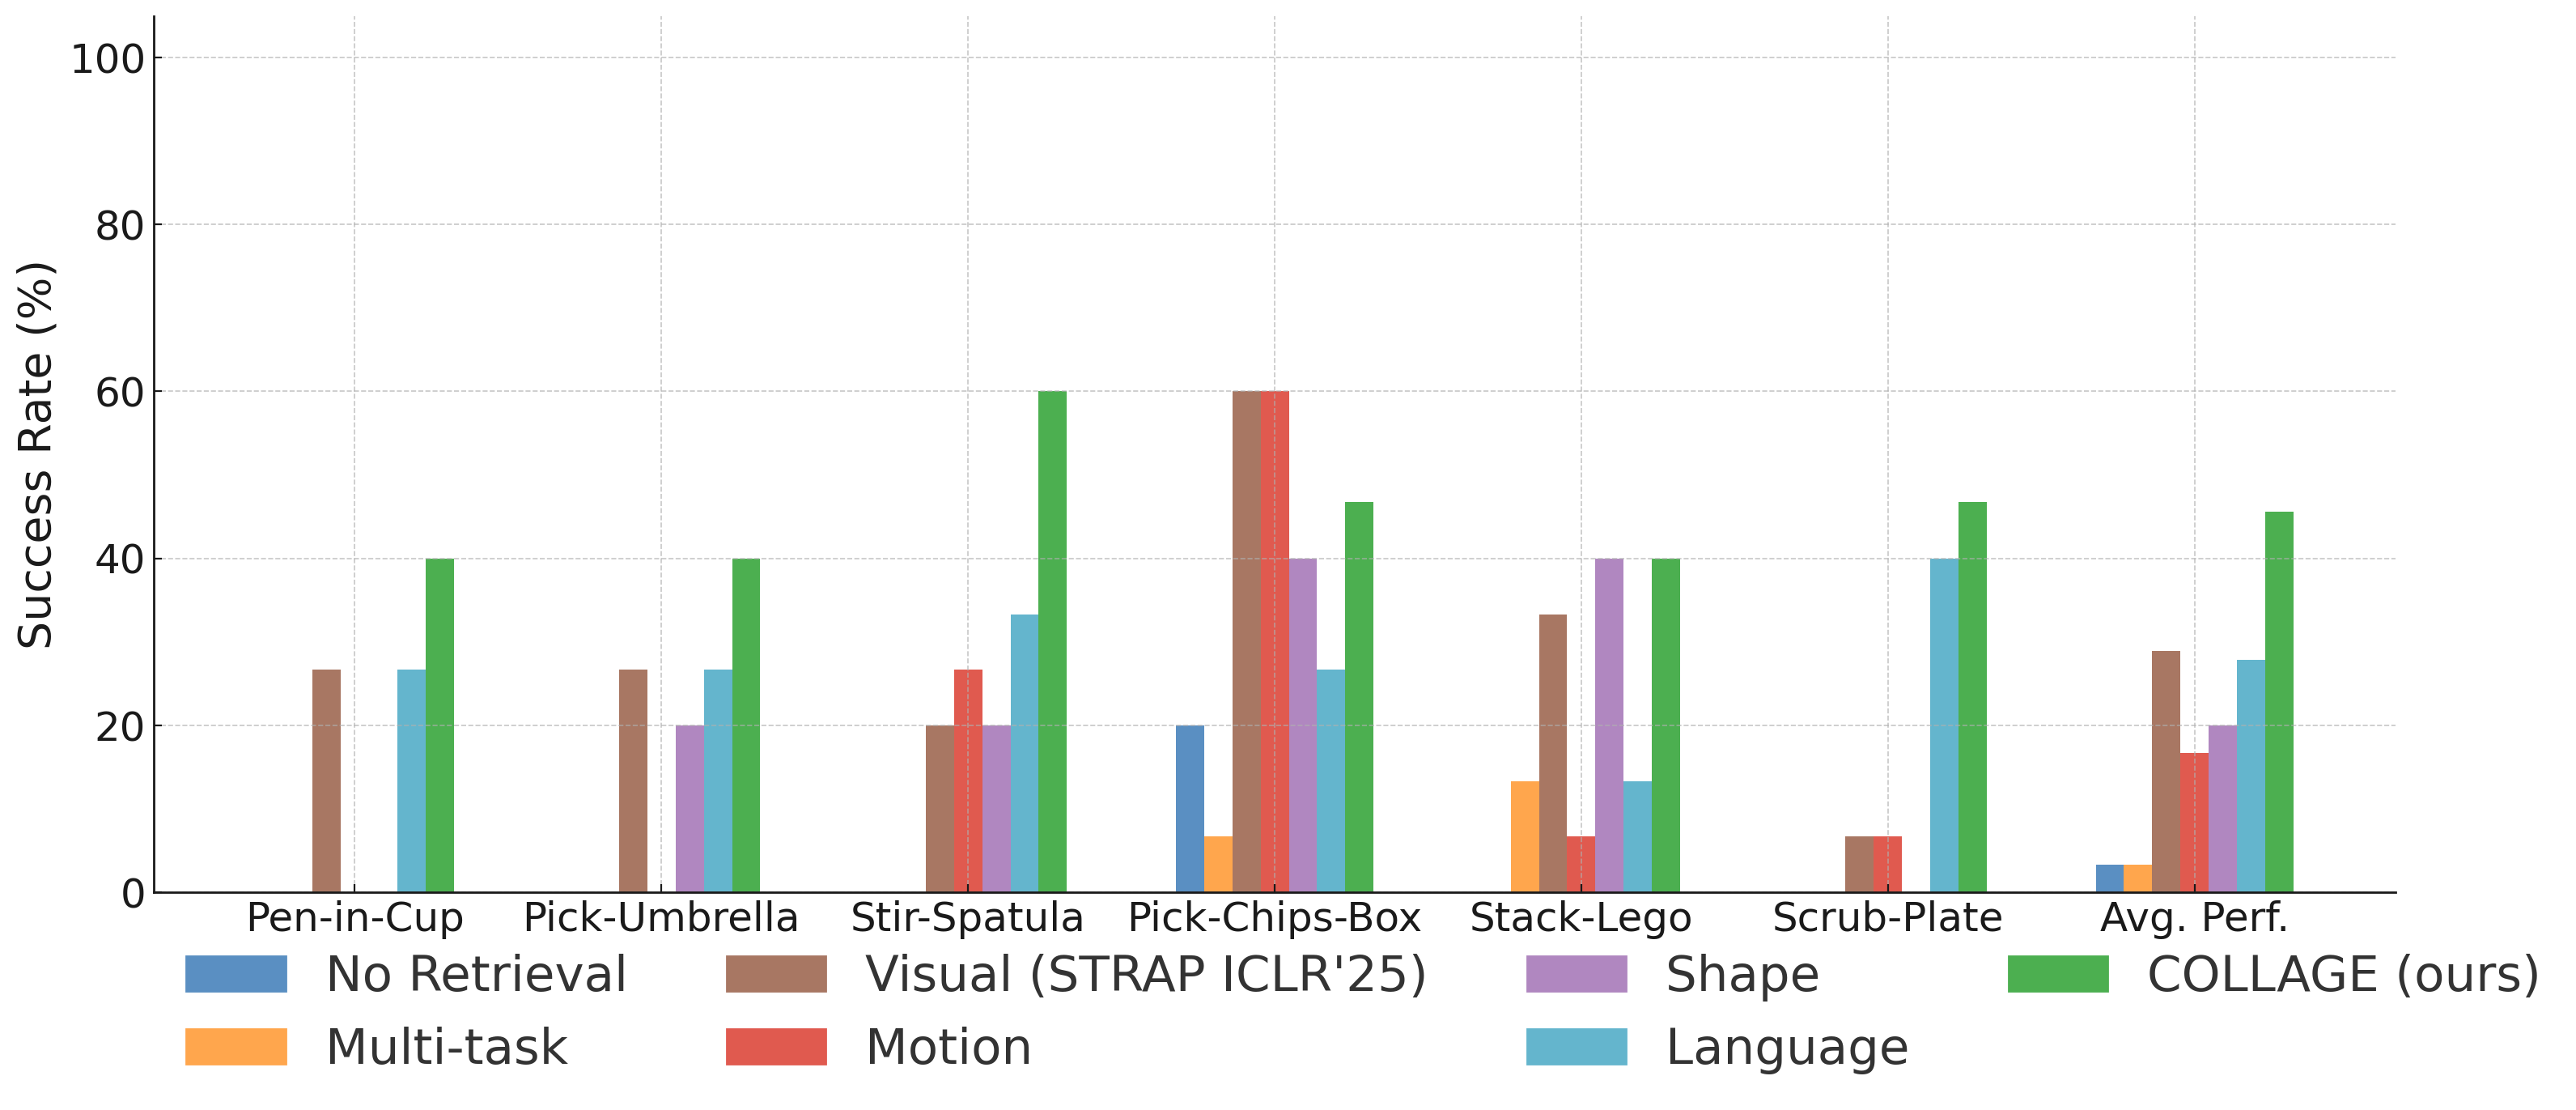 Success Rate (%)
100
80
60
40
20
0
Pen-in-Cup
Pick-Umbrella
Stir-Spatula
Pick-Chips-Box
Stack-Lego
Scrub-Plate
Avg. Perf.
No Retrieval
Multi-task
Visual (STRAP ICLR'25)
Motion
Shape
Language
COLLAGE (ours)